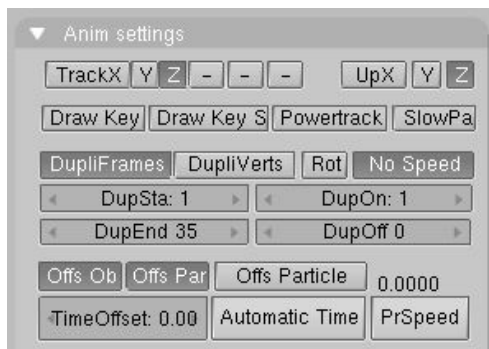 Anim settings
TrackX Y Z - - - UpX Y Z
Draw Key Draw Key S Powertrack SlowPa
DupliFrames DupliVerts Rot No Speed
DupSta: 1 DupOn: 1
DupEnd 35 DupOff 0
Offs Ob Offs Par Offs Particle 0.0000
TimeOffset: 0.00 Automatic Time PrSpeed